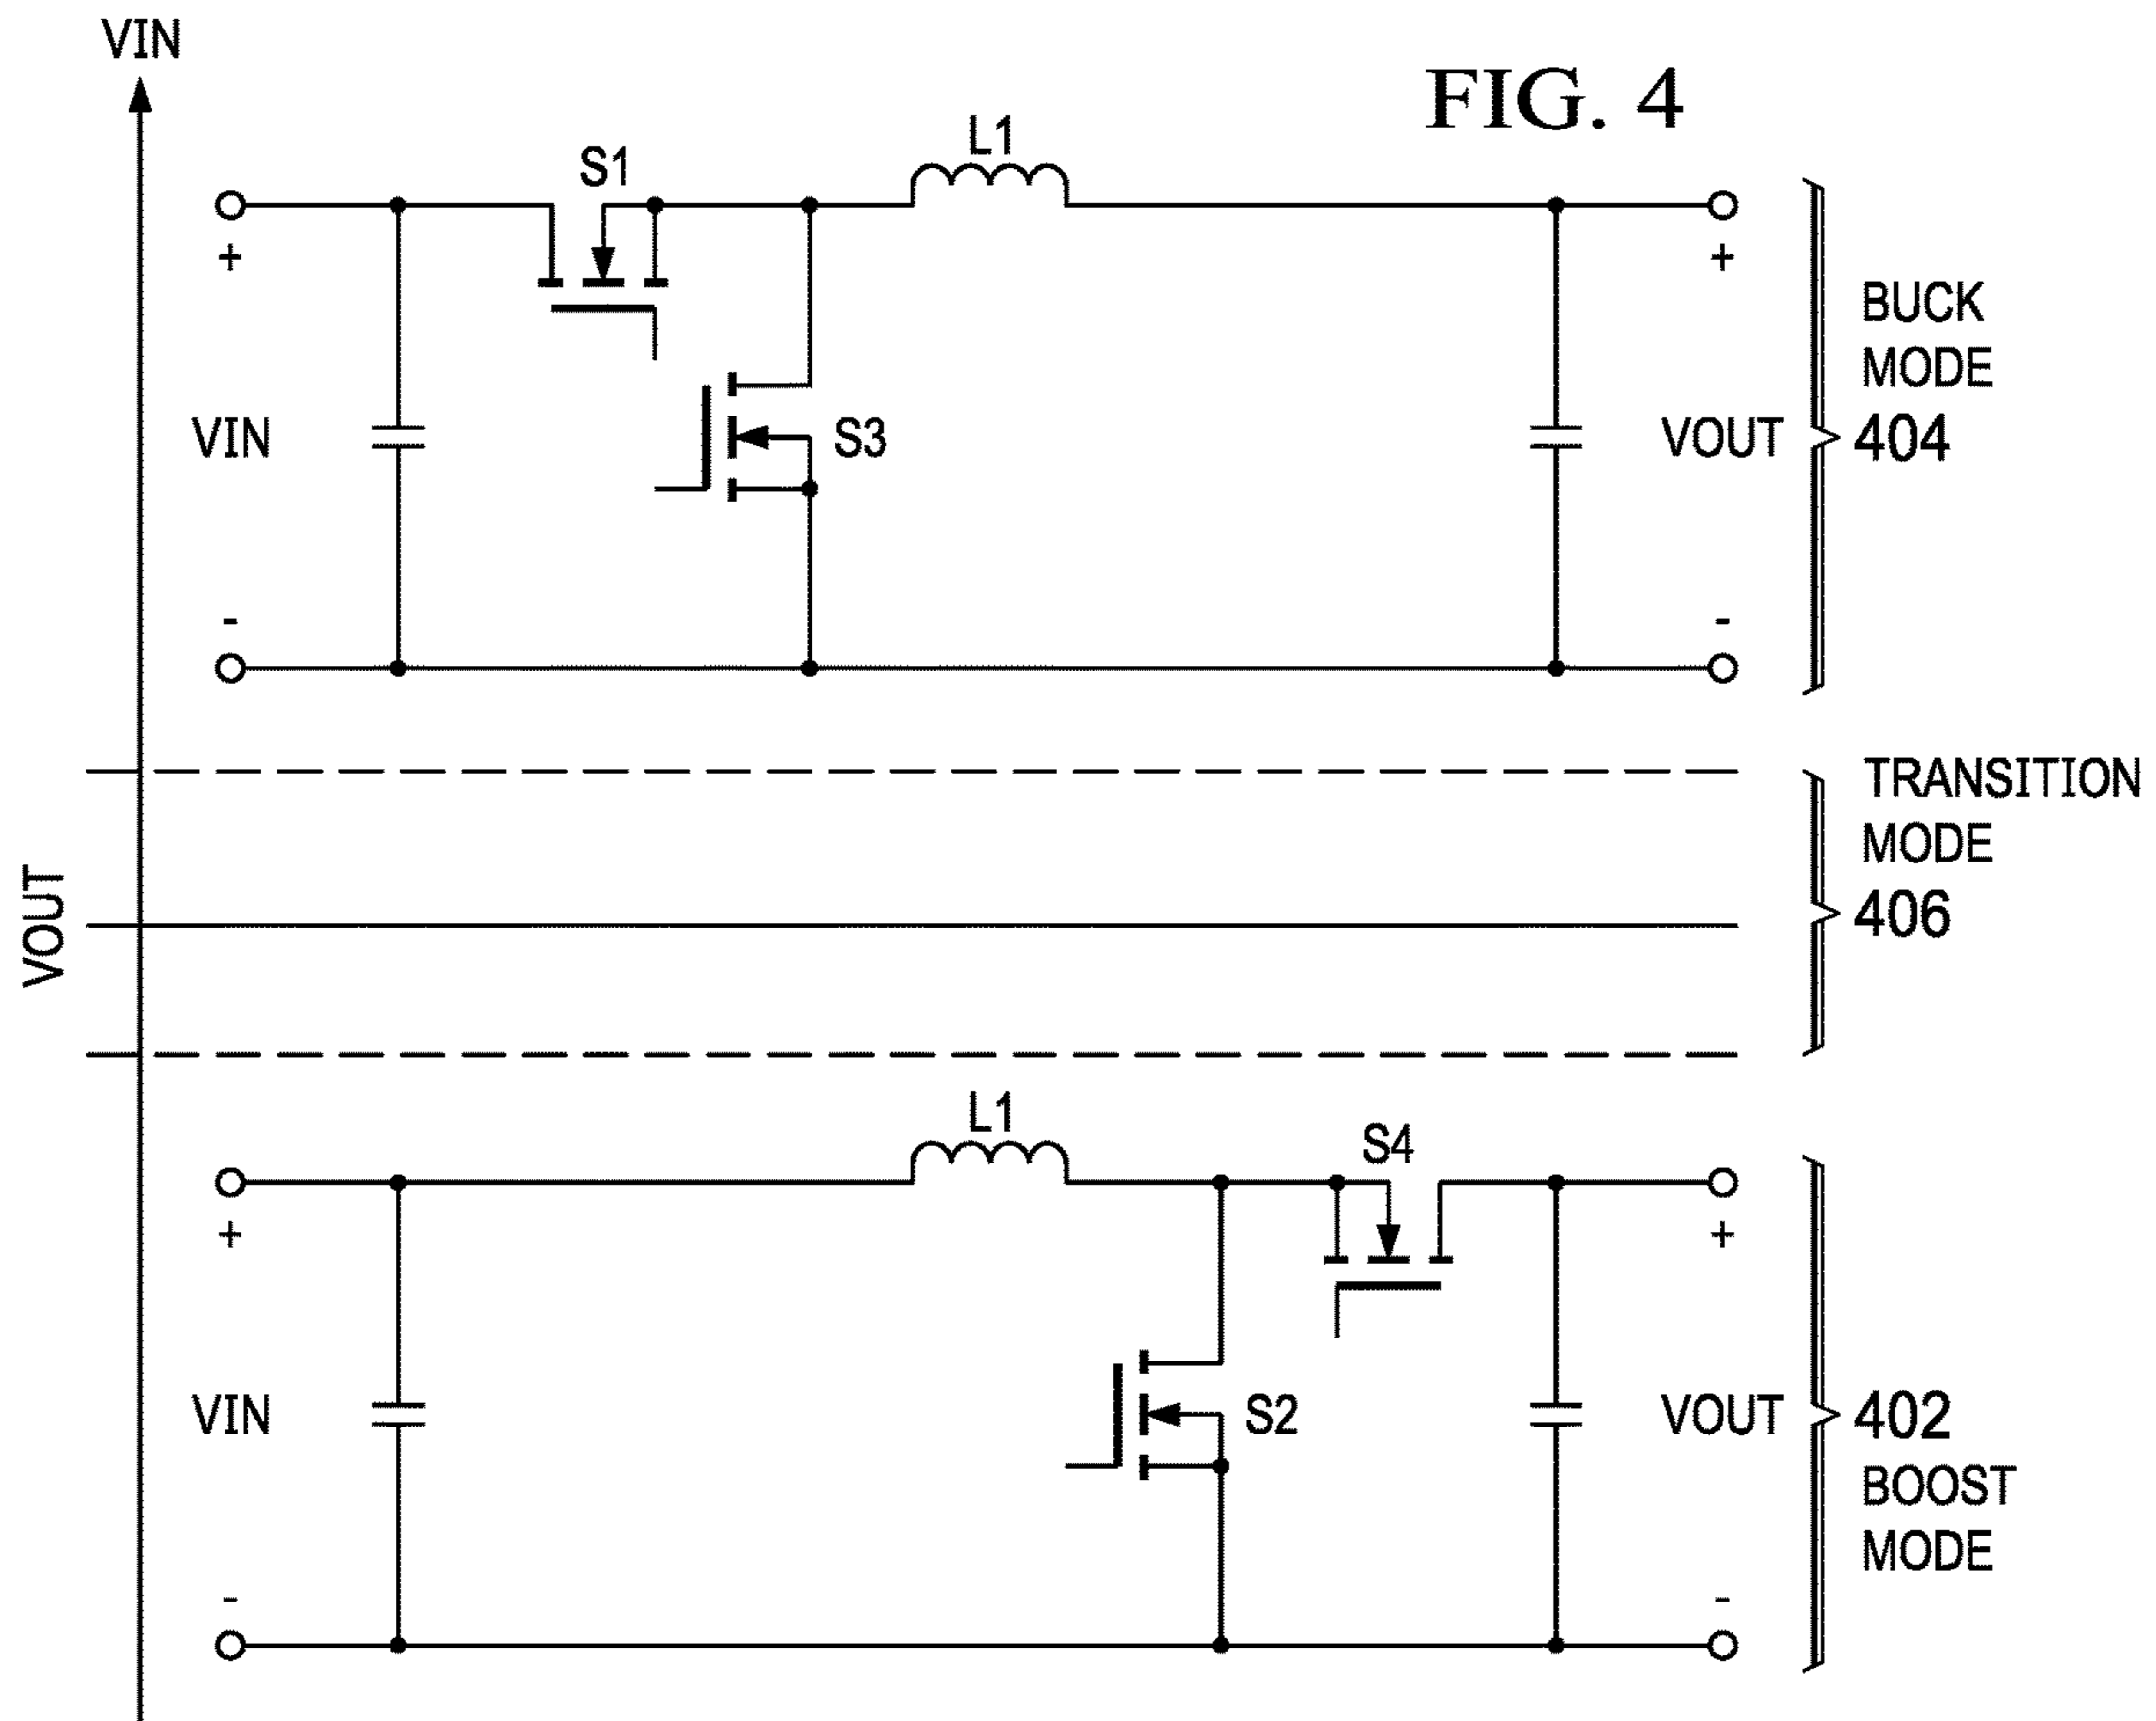 VIN
FIG. 4
S1
L1
+
+
BUCK
MODE
404
VIN
S3
VOUT
-
-
TRANSITION
MODE
406
VOUT
L1
S4
+
+
VIN
S2
VOUT
402
BOOST
MODE
-
-